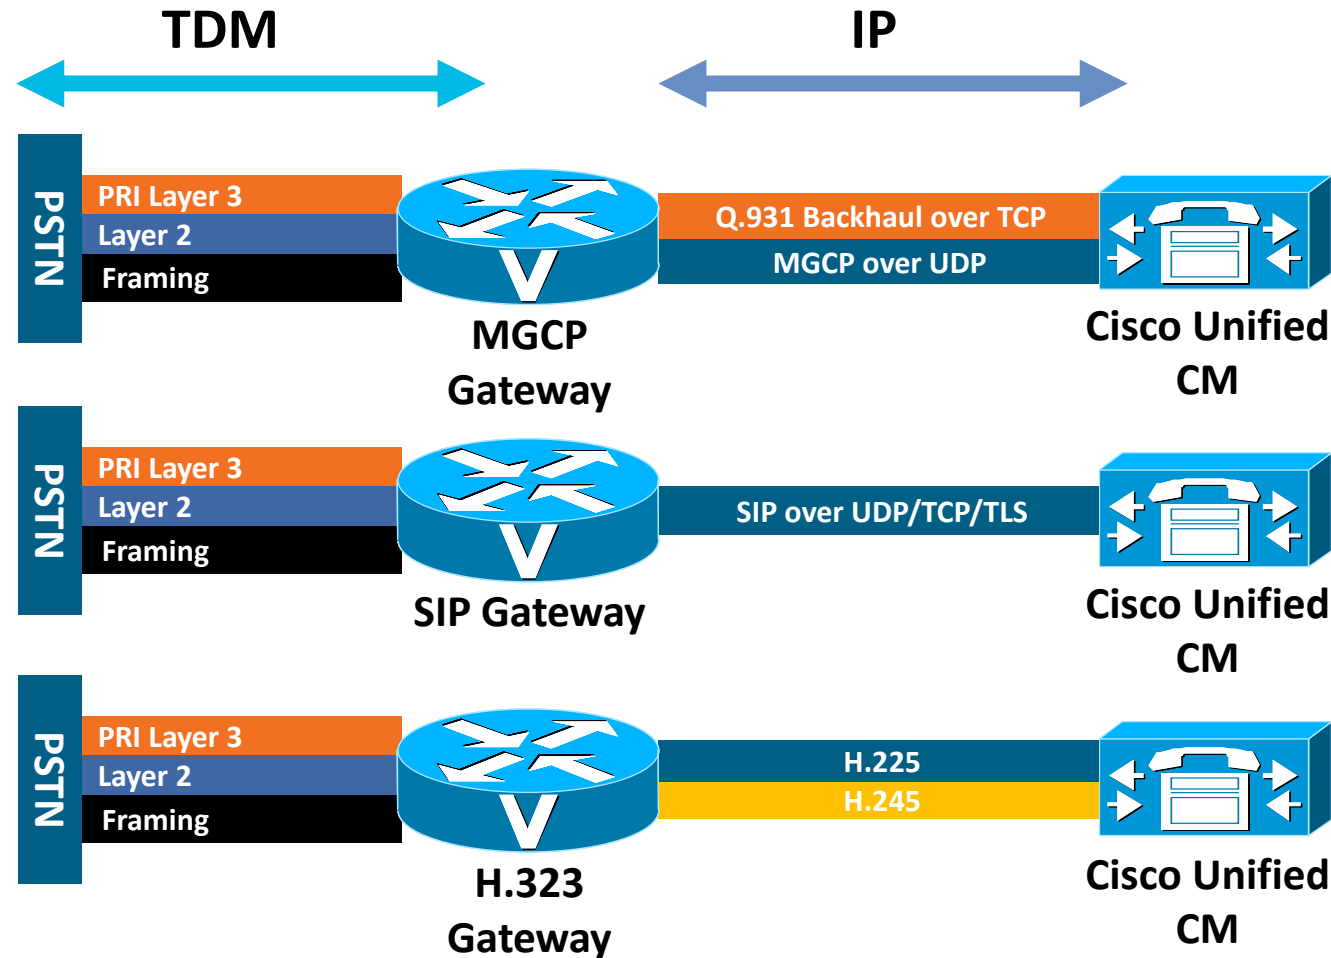 TDM
IP
PSTN
PRI Layer 3
Layer 2
Framing
V
MGCP
Gateway
Q.931 Backhaul over TCP
MGCP over UDP
Cisco Unified
CM
PSTN
PRI Layer 3
Layer 2
Framing
V
SIP Gateway
SIP over UDP/TCP/TLS
Cisco Unified
CM
PSTN
PRI Layer 3
Layer 2
Framing
V
H.323
Gateway
H.225
H.245
Cisco Unified
CM